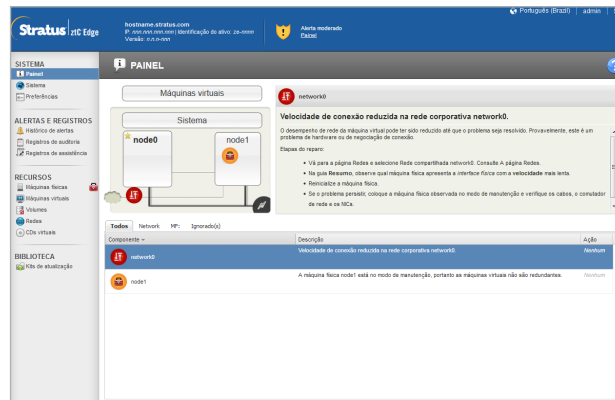 Português (Brazil) | admin |
Stratus ztC Edge
hostname.stratus.com
IP: nnn.nnn.nnn.nnn | Identificação do ativo: ze-nnnnn
Versão: n.n.n-nnn
Alerta moderado
Painel
SISTEMA
Painel
Sistema
Preferências
ALERTAS E REGISTROS
Histórico de alertas
Registros de auditoria
Registros de assistência
RECURSOS
Máquinas físicas
Máquinas virtuais
Volumes
Redes
CDs virtuais
BIBLIOTECA
Kits de atualização
PAINEL
Máquinas virtuais
Sistema
node0
node1
network0
Velocidade de conexão reduzida na rede corporativa network0.
O desempenho de rede da máquina virtual pode ter sido reduzido até que o problema seja resolvido. Provavelmente, este é um
problema de hardware ou de negociação de conexão.
Etapas do reparo:
• Vá para a página Redes e selecione Rede compartilhada network0. Consulte A página Redes.
• Na guia Resumo, observe qual máquina física apresenta a interface física com a velocidade mais lenta.
• Reinicialize a máquina física.
• Se o problema persistir, coloque a máquina física observada no modo de manutenção e verifique os cabos, o comutador
de rede e os NICs.
Todos Network MF: Ignorado(s)
Componente Descrição Ação
network0 Velocidade de conexão reduzida na rede corporativa network0. Nenhum
node1 A máquina física node1 está no modo de manutenção, portanto as máquinas virtuais não são redundantes. Nenhum